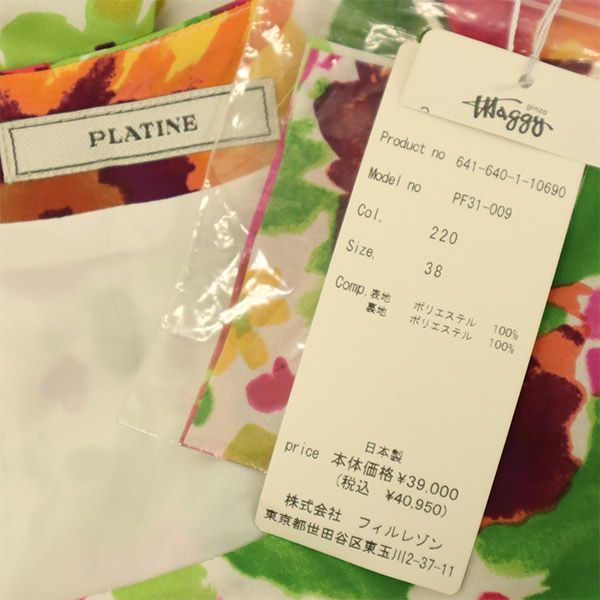 PLATINE
ginza
Maggy
Product no 641-640-1-10690
Model no PF31-009
Col. 220
Size. 38
Comp. 表地 ポリエステル 100%
裏地 ポリエステル 100%
日本製
price 本体価格 ¥39,000
(税込 ¥40,950)
株式会社 フィルレゾン
東京都世田谷区東玉川2-37-11